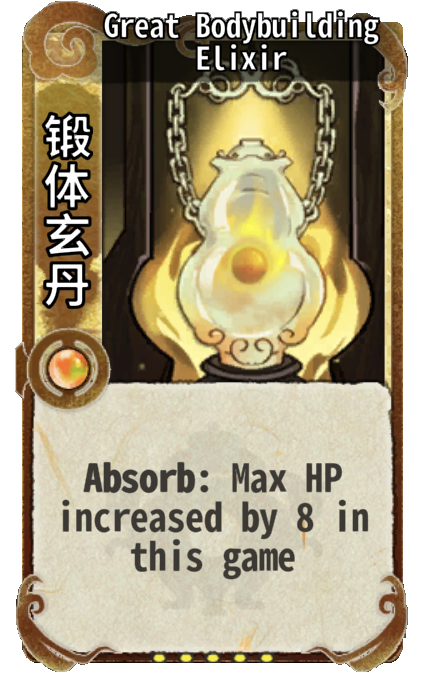 Great Bodybuilding
Elixir
锻体玄丹
Absorb: Max HP
increased by 8 in
this game